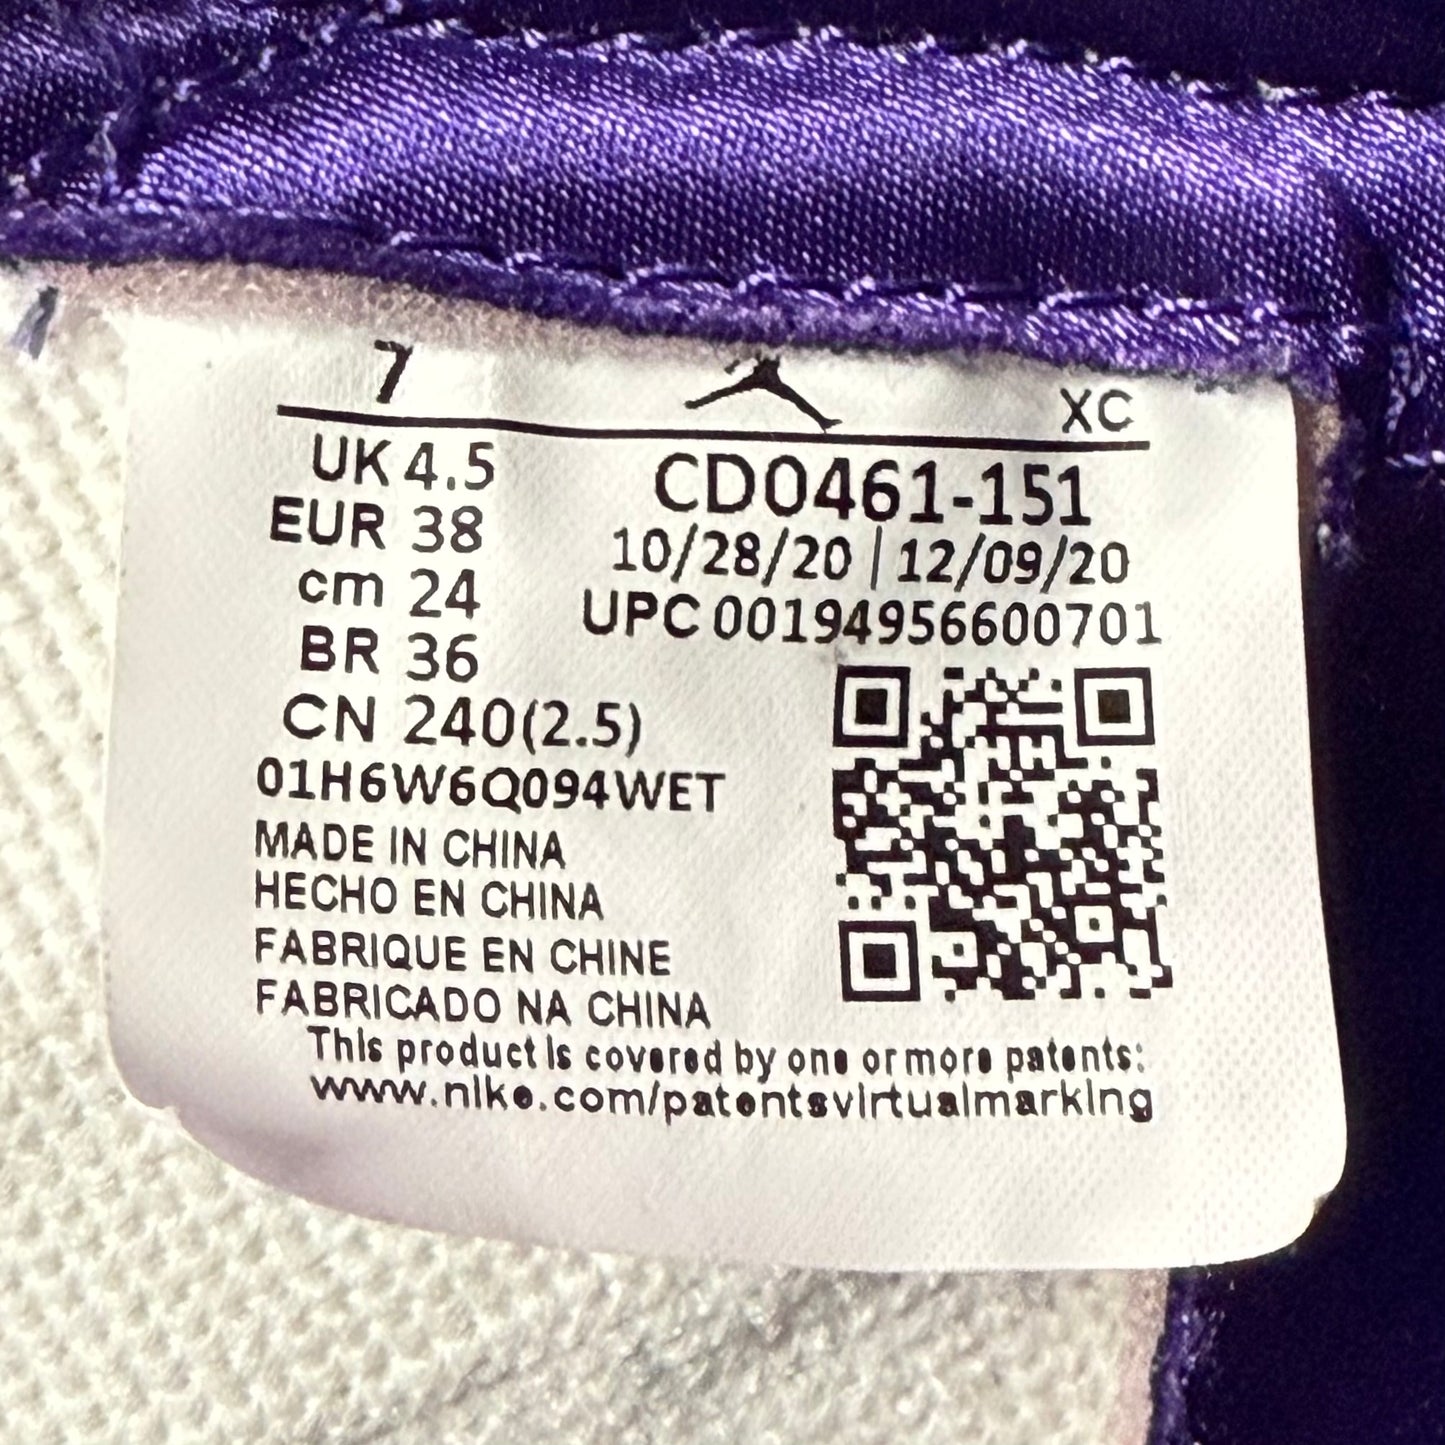 7 XC
UK 4.5
EUR 38
cm 24
BR 36
CN 240(2.5)
CD0461-151
10/28/20 | 12/09/20
UPC 00194956600701
01H6W6Q094WET
MADE IN CHINA
HECHO EN CHINA
FABRIQUE EN CHINE
FABRICADO NA CHINA
This product is covered by one or more patents:
www.nike.com/patentsvirtualmarking